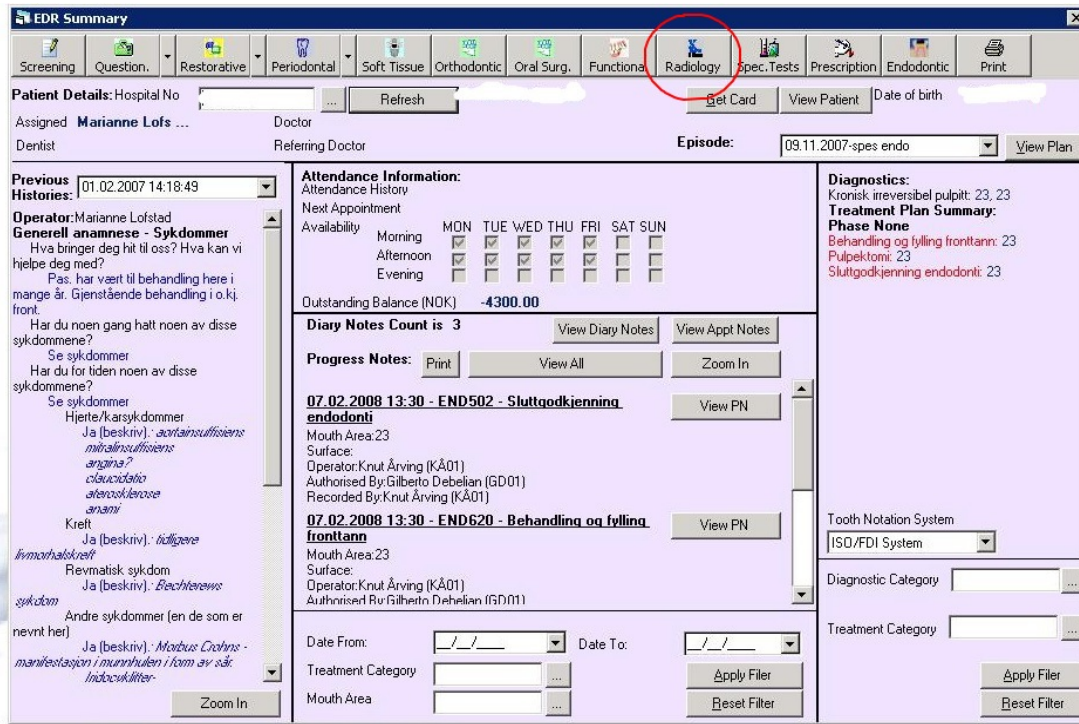 EDR Summary
Screening Question. Restorative Periodontal Soft Tissue Orthodontic Oral Surg. Functional Radiology Spec.Tests Prescription Endodontic Print
Patient Details: Hospital No ... Refresh Get Card View Patient Date of birth
Assigned Marianne Lofs ... Doctor
Dentist Referring Doctor Episode: 09.11.2007-spes endo View Plan
Previous Histories: 01.02.2007 14:18:49
Operator:Marianne Lofstad
Generell anamnese - Sykdommer
Hva bringer deg hit til oss? Hva kan vi
hjelpe deg med?
Pas. har vært til behandling here i
mange år. Gjenstående behandling i o.kj.
front.
Har du noen gang hatt noen av disse
sykdommene?
Se sykdommer
Har du for tiden noen av disse
sykdommene?
Se sykdommer
Hjerte/karsykdommer
Ja (beskriv).: aortainsuffisiens
mitralinsuffisiens
angina?
claucidatio
aterosklerose
anami
Kreft
Ja (beskriv).: tidligere
livmorhalskreft
Revmatisk sykdom
Ja (beskriv).: Bechterews
sykdom
Andre sykdommer (en de som er
nevnt her)
Ja (beskriv).: Morbus Crohns -
manifestasjon i munnhulen i form av sår.
Iridocyklitter-
Zoom In
Attendance Information:
Attendance History
Next Appointment
Availability MON TUE WED THU FRI SAT SUN
Morning
Afternoon
Evening
Outstanding Balance (NOK) -4300.00
Diary Notes Count is 3 View Diary Notes View Appt Notes
Progress Notes: Print View All Zoom In
07.02.2008 13:30 - END502 - Sluttgodkjenning View PN
endodonti
Mouth Area:23
Surface:
Operator:Knut Årving (KÅ01)
Authorised By:Gilberto Debelian (GD01)
Recorded By:Knut Årving (KÅ01)
07.02.2008 13:30 - END620 - Behandling og fylling View PN
fronttann
Mouth Area:23
Surface:
Operator:Knut Årving (KÅ01)
Authorised By:Gilberto Debelian (GD01)
Date From: _/_/__ Date To: _/_/__
Treatment Category ... Apply Filer
Mouth Area ... Reset Filter
Diagnostics:
Kronisk irreversibel pulpitt: 23, 23
Treatment Plan Summary:
Phase None
Behandling og fylling fronttann: 23
Pulpektomi: 23
Sluttgodkjenning endodonti: 23
Tooth Notation System
ISO/FDI System
Diagnostic Category ...
Treatment Category ...
Apply Filer
Reset Filter